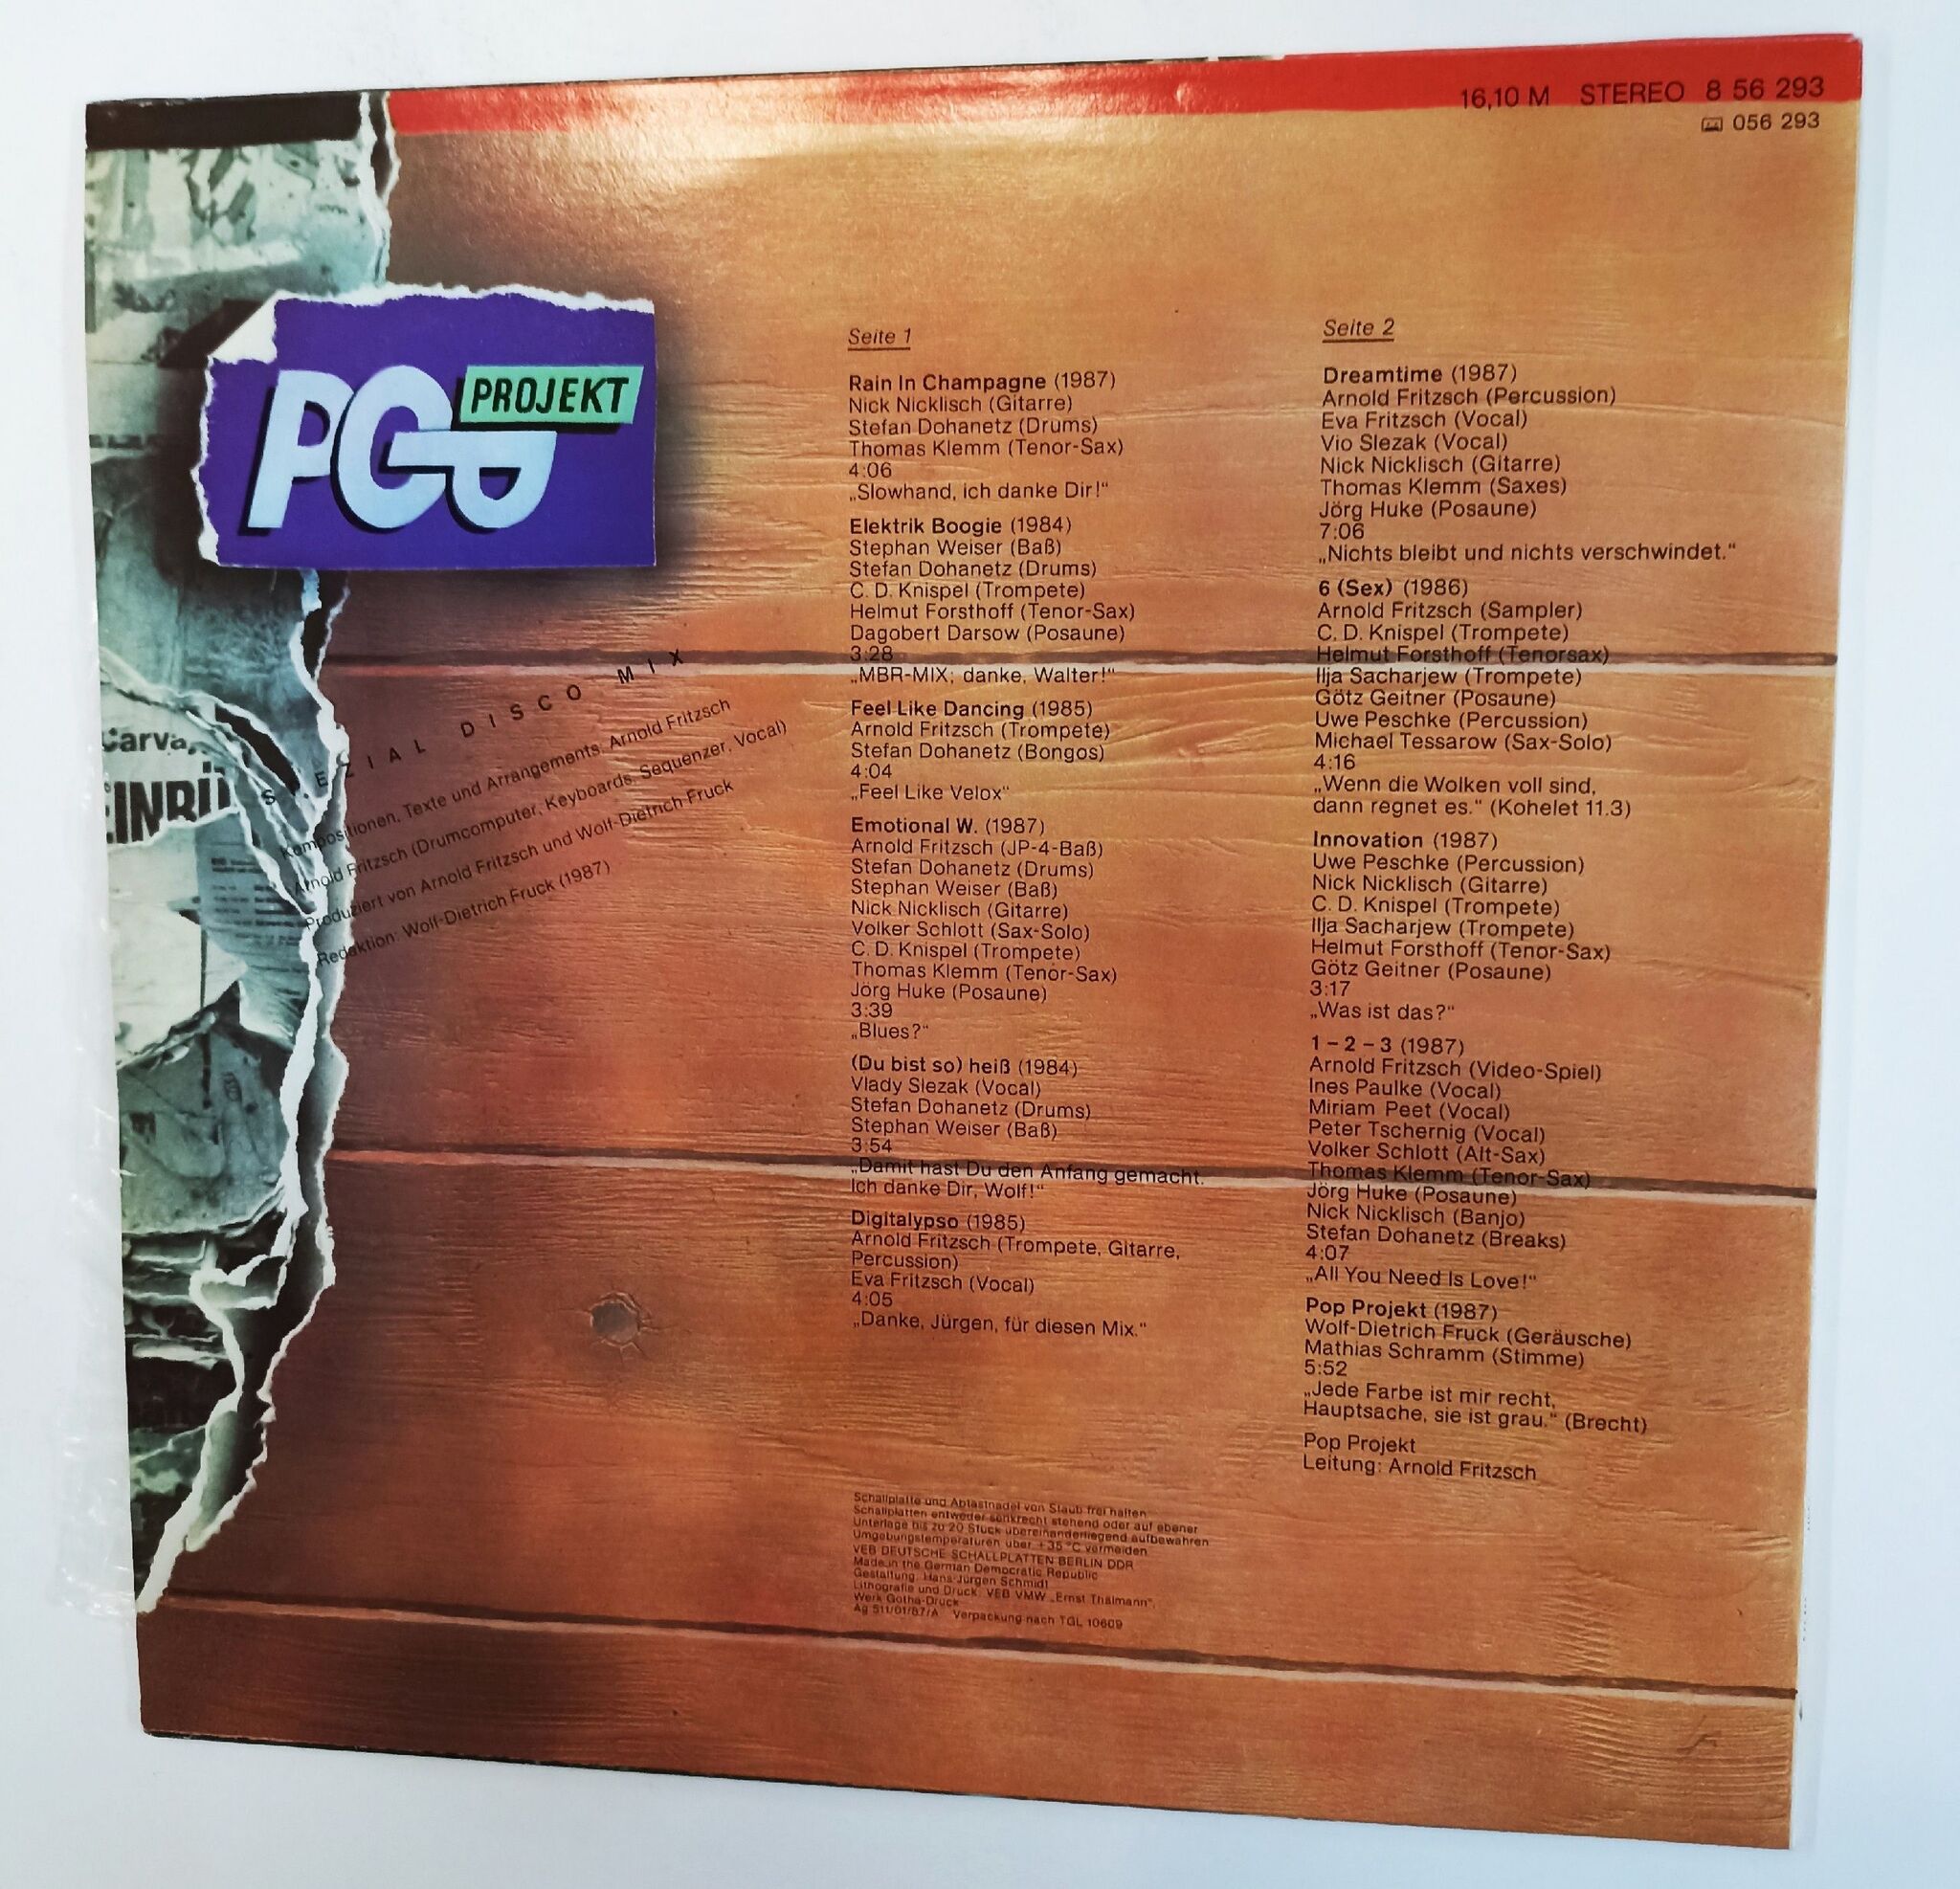 16,10 M STEREO 8 56 293
056 293
POP PROJEKT
Carva
EINBÜ
SPEZIAL DISCO MIX
Kompositionen, Texte und Arrangements: Arnold Fritzsch
Arnold Fritzsch (Drumcomputer, Keyboards, Sequenzer, Vocal)
Produziert von Arnold Fritzsch und Wolf-Dietrich Fruck
Redaktion: Wolf-Dietrich Fruck (1987)
Seite 1
Rain In Champagne (1987)
Nick Nicklisch (Gitarre)
Stefan Dohanetz (Drums)
Thomas Klemm (Tenor-Sax)
4:06
„Slowhand, ich danke Dir!“
Elektrik Boogie (1984)
Stephan Weiser (Baß)
Stefan Dohanetz (Drums)
C. D. Knispel (Trompete)
Helmut Forsthoff (Tenor-Sax)
Dagobert Darsow (Posaune)
3:28
„MBR-MIX; danke, Walter!“
Feel Like Dancing (1985)
Arnold Fritzsch (Trompete)
Stefan Dohanetz (Bongos)
4:04
„Feel Like Velox“
Emotional W. (1987)
Arnold Fritzsch (JP-4-Baß)
Stefan Dohanetz (Drums)
Stephan Weiser (Baß)
Nick Nicklisch (Gitarre)
Volker Schlott (Sax-Solo)
C. D. Knispel (Trompete)
Thomas Klemm (Tenor-Sax)
Jörg Huke (Posaune)
3:39
„Blues?“
(Du bist so) heiß (1984)
Vlady Slezak (Vocal)
Stefan Dohanetz (Drums)
Stephan Weiser (Baß)
3:54
„Damit hast Du den Anfang gemacht.
Ich danke Dir, Wolf!“
Digitalypso (1985)
Arnold Fritzsch (Trompete, Gitarre,
Percussion)
Eva Fritzsch (Vocal)
4:05
„Danke, Jürgen, für diesen Mix.“
Seite 2
Dreamtime (1987)
Arnold Fritzsch (Percussion)
Eva Fritzsch (Vocal)
Vio Slezak (Vocal)
Nick Nicklisch (Gitarre)
Thomas Klemm (Saxes)
Jörg Huke (Posaune)
7:06
„Nichts bleibt und nichts verschwindet.“
6 (Sex) (1986)
Arnold Fritzsch (Sampler)
C. D. Knispel (Trompete)
Helmut Forsthoff (Tenorsax)
Ilja Sacharjew (Trompete)
Götz Geitner (Posaune)
Uwe Peschke (Percussion)
Michael Tessarow (Sax-Solo)
4:16
„Wenn die Wolken voll sind,
dann regnet es.“ (Kohelet 11.3)
Innovation (1987)
Uwe Peschke (Percussion)
Nick Nicklisch (Gitarre)
C. D. Knispel (Trompete)
Ilja Sacharjew (Trompete)
Helmut Forsthoff (Tenor-Sax)
Götz Geitner (Posaune)
3:17
„Was ist das?“
1 – 2 – 3 (1987)
Arnold Fritzsch (Video-Spiel)
Ines Paulke (Vocal)
Miriam Peet (Vocal)
Peter Tschernig (Vocal)
Volker Schlott (Alt-Sax)
Thomas Klemm (Tenor-Sax)
Jörg Huke (Posaune)
Nick Nicklisch (Banjo)
Stefan Dohanetz (Breaks)
4:07
„All You Need Is Love!“
Pop Projekt (1987)
Wolf-Dietrich Fruck (Geräusche)
Mathias Schramm (Stimme)
5:52
„Jede Farbe ist mir recht,
Hauptsache, sie ist grau.“ (Brecht)
Pop Projekt
Leitung: Arnold Fritzsch
Schallplatte und Abtastnadel von Staub frei halten
Schallplatten entweder senkrecht stehend oder auf ebener
Unterlage bis zu 20 Stück übereinanderliegend aufbewahren
Umgebungstemperaturen über +35 °C vermeiden
VEB DEUTSCHE SCHALLPLATTEN BERLIN DDR
Made in the German Democratic Republic
Gestaltung: Hans-Jürgen Schmidt
Lithografie und Druck: VEB VMW „Ernst Thälmann“,
Werk Gotha-Druck
Ag 511/01/87/A Verpackung nach TGL 10609